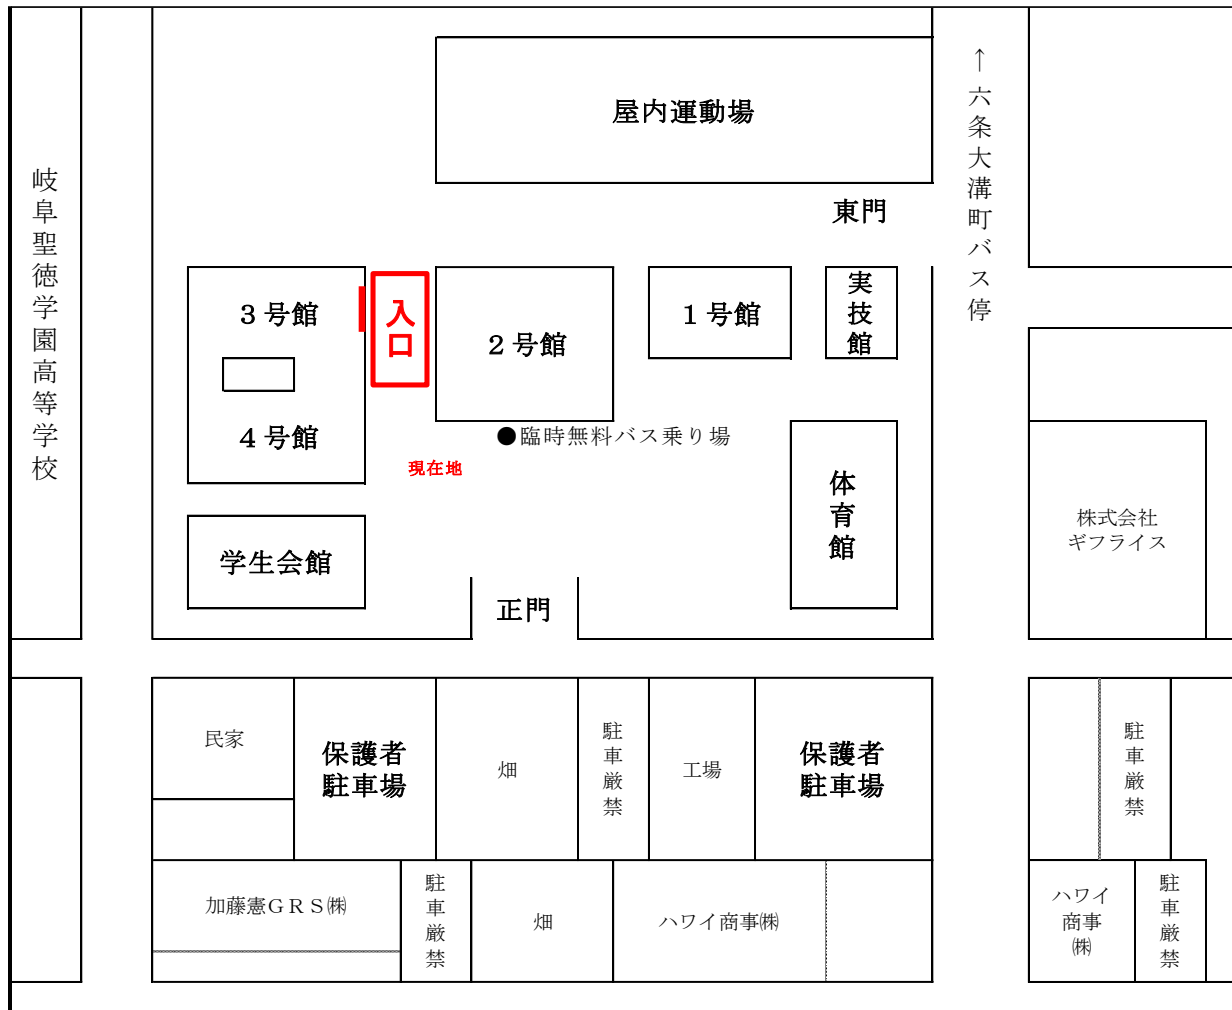 屋内運動場
↑六条大溝町バス停
岐阜聖徳学園高等学校
東門
３号館
入口
２号館
１号館
実技館
４号館
●臨時無料バス乗り場
現在地
体育館
株式会社
ギフライス
学生会館
正門
民家
保護者
駐車場
畑
駐車厳禁
工場
保護者
駐車場
駐車厳禁
加藤憲ＧＲＳ㈱
駐車厳禁
畑
ハワイ商事㈱
ハワイ
商事
㈱
駐車厳禁